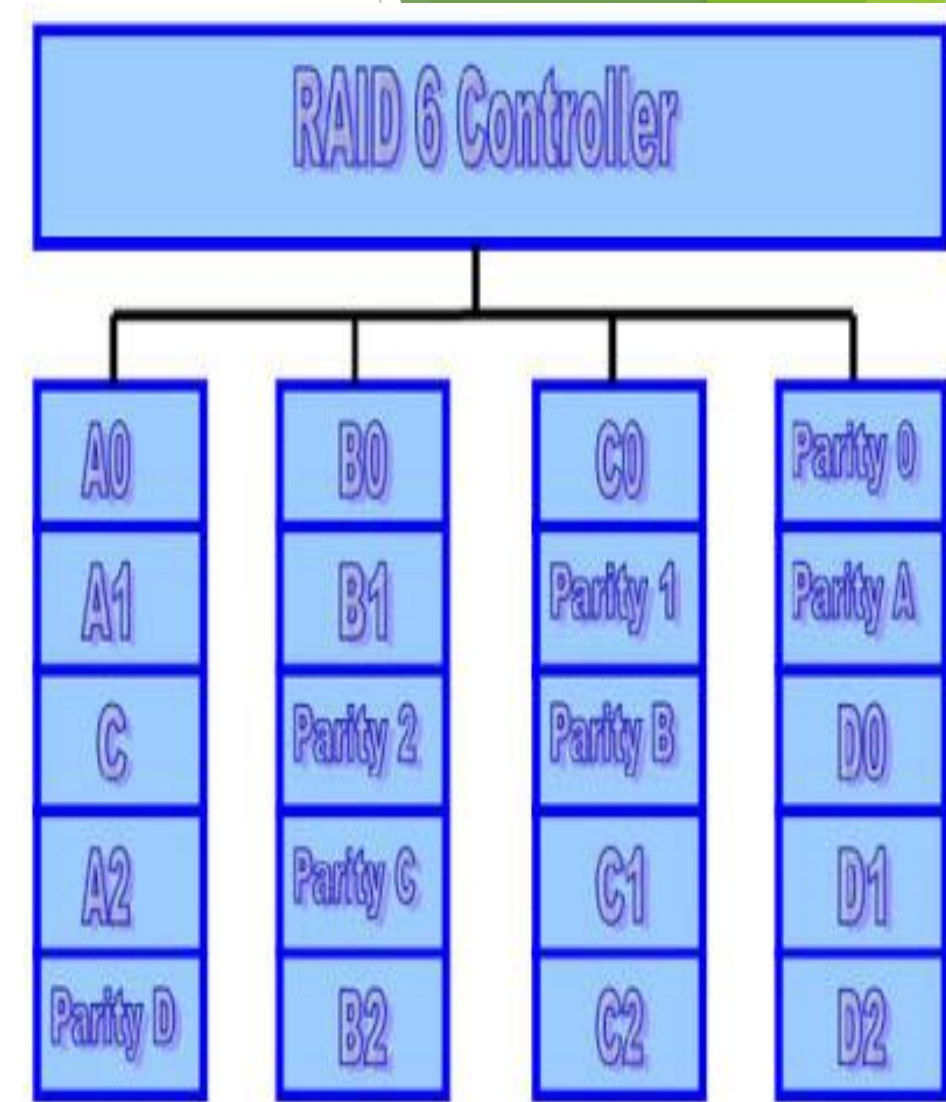 RAID 6 Controller
A0 B0 C0 Parity 0
A1 B1 Parity 1 Parity A
C Parity 2 Parity B D0
A2 Parity C C1 D1
Parity D B2 C2 D2